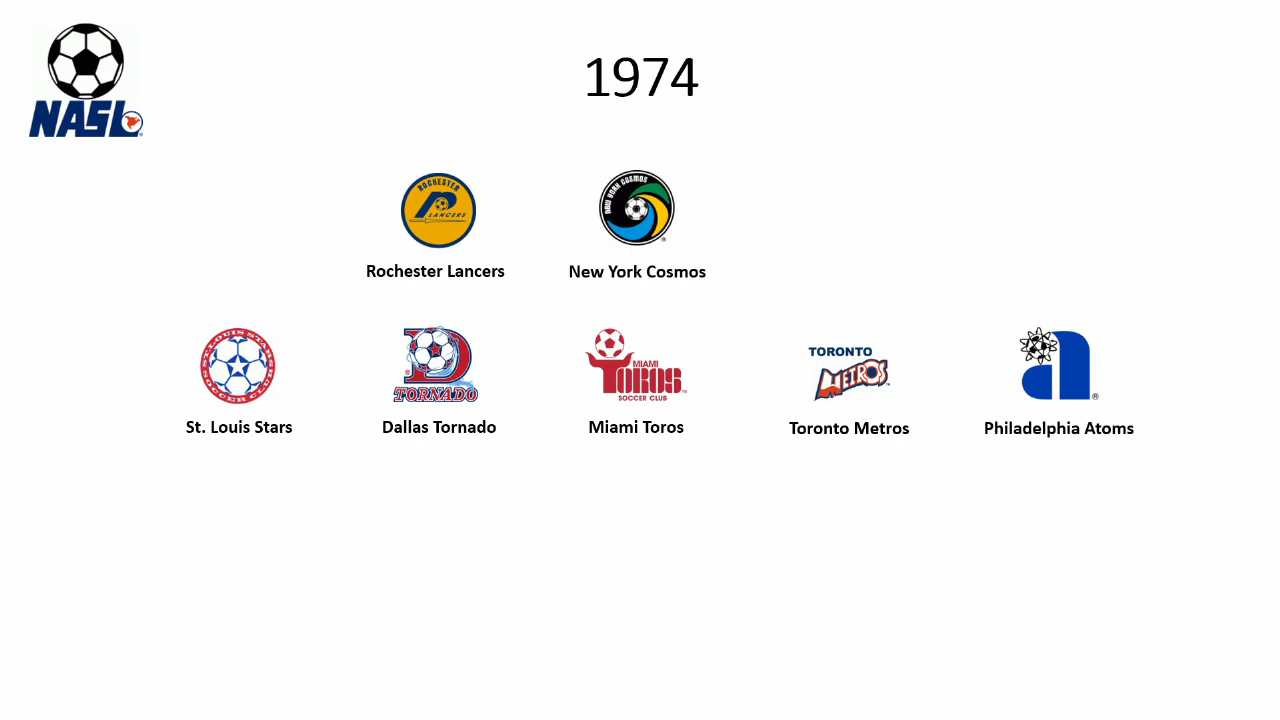 NASL
1974
ROCHESTER
LANCERS
NEW YORK COSMOS
®
Rochester Lancers
New York Cosmos
ST. LOUIS STARS
SOCCER CLUB
D
®
TORNADO
MIAMI
TOROS
SOCCER CLUB
TORONTO
METROS
a
®
St. Louis Stars
Dallas Tornado
Miami Toros
Toronto Metros
Philadelphia Atoms